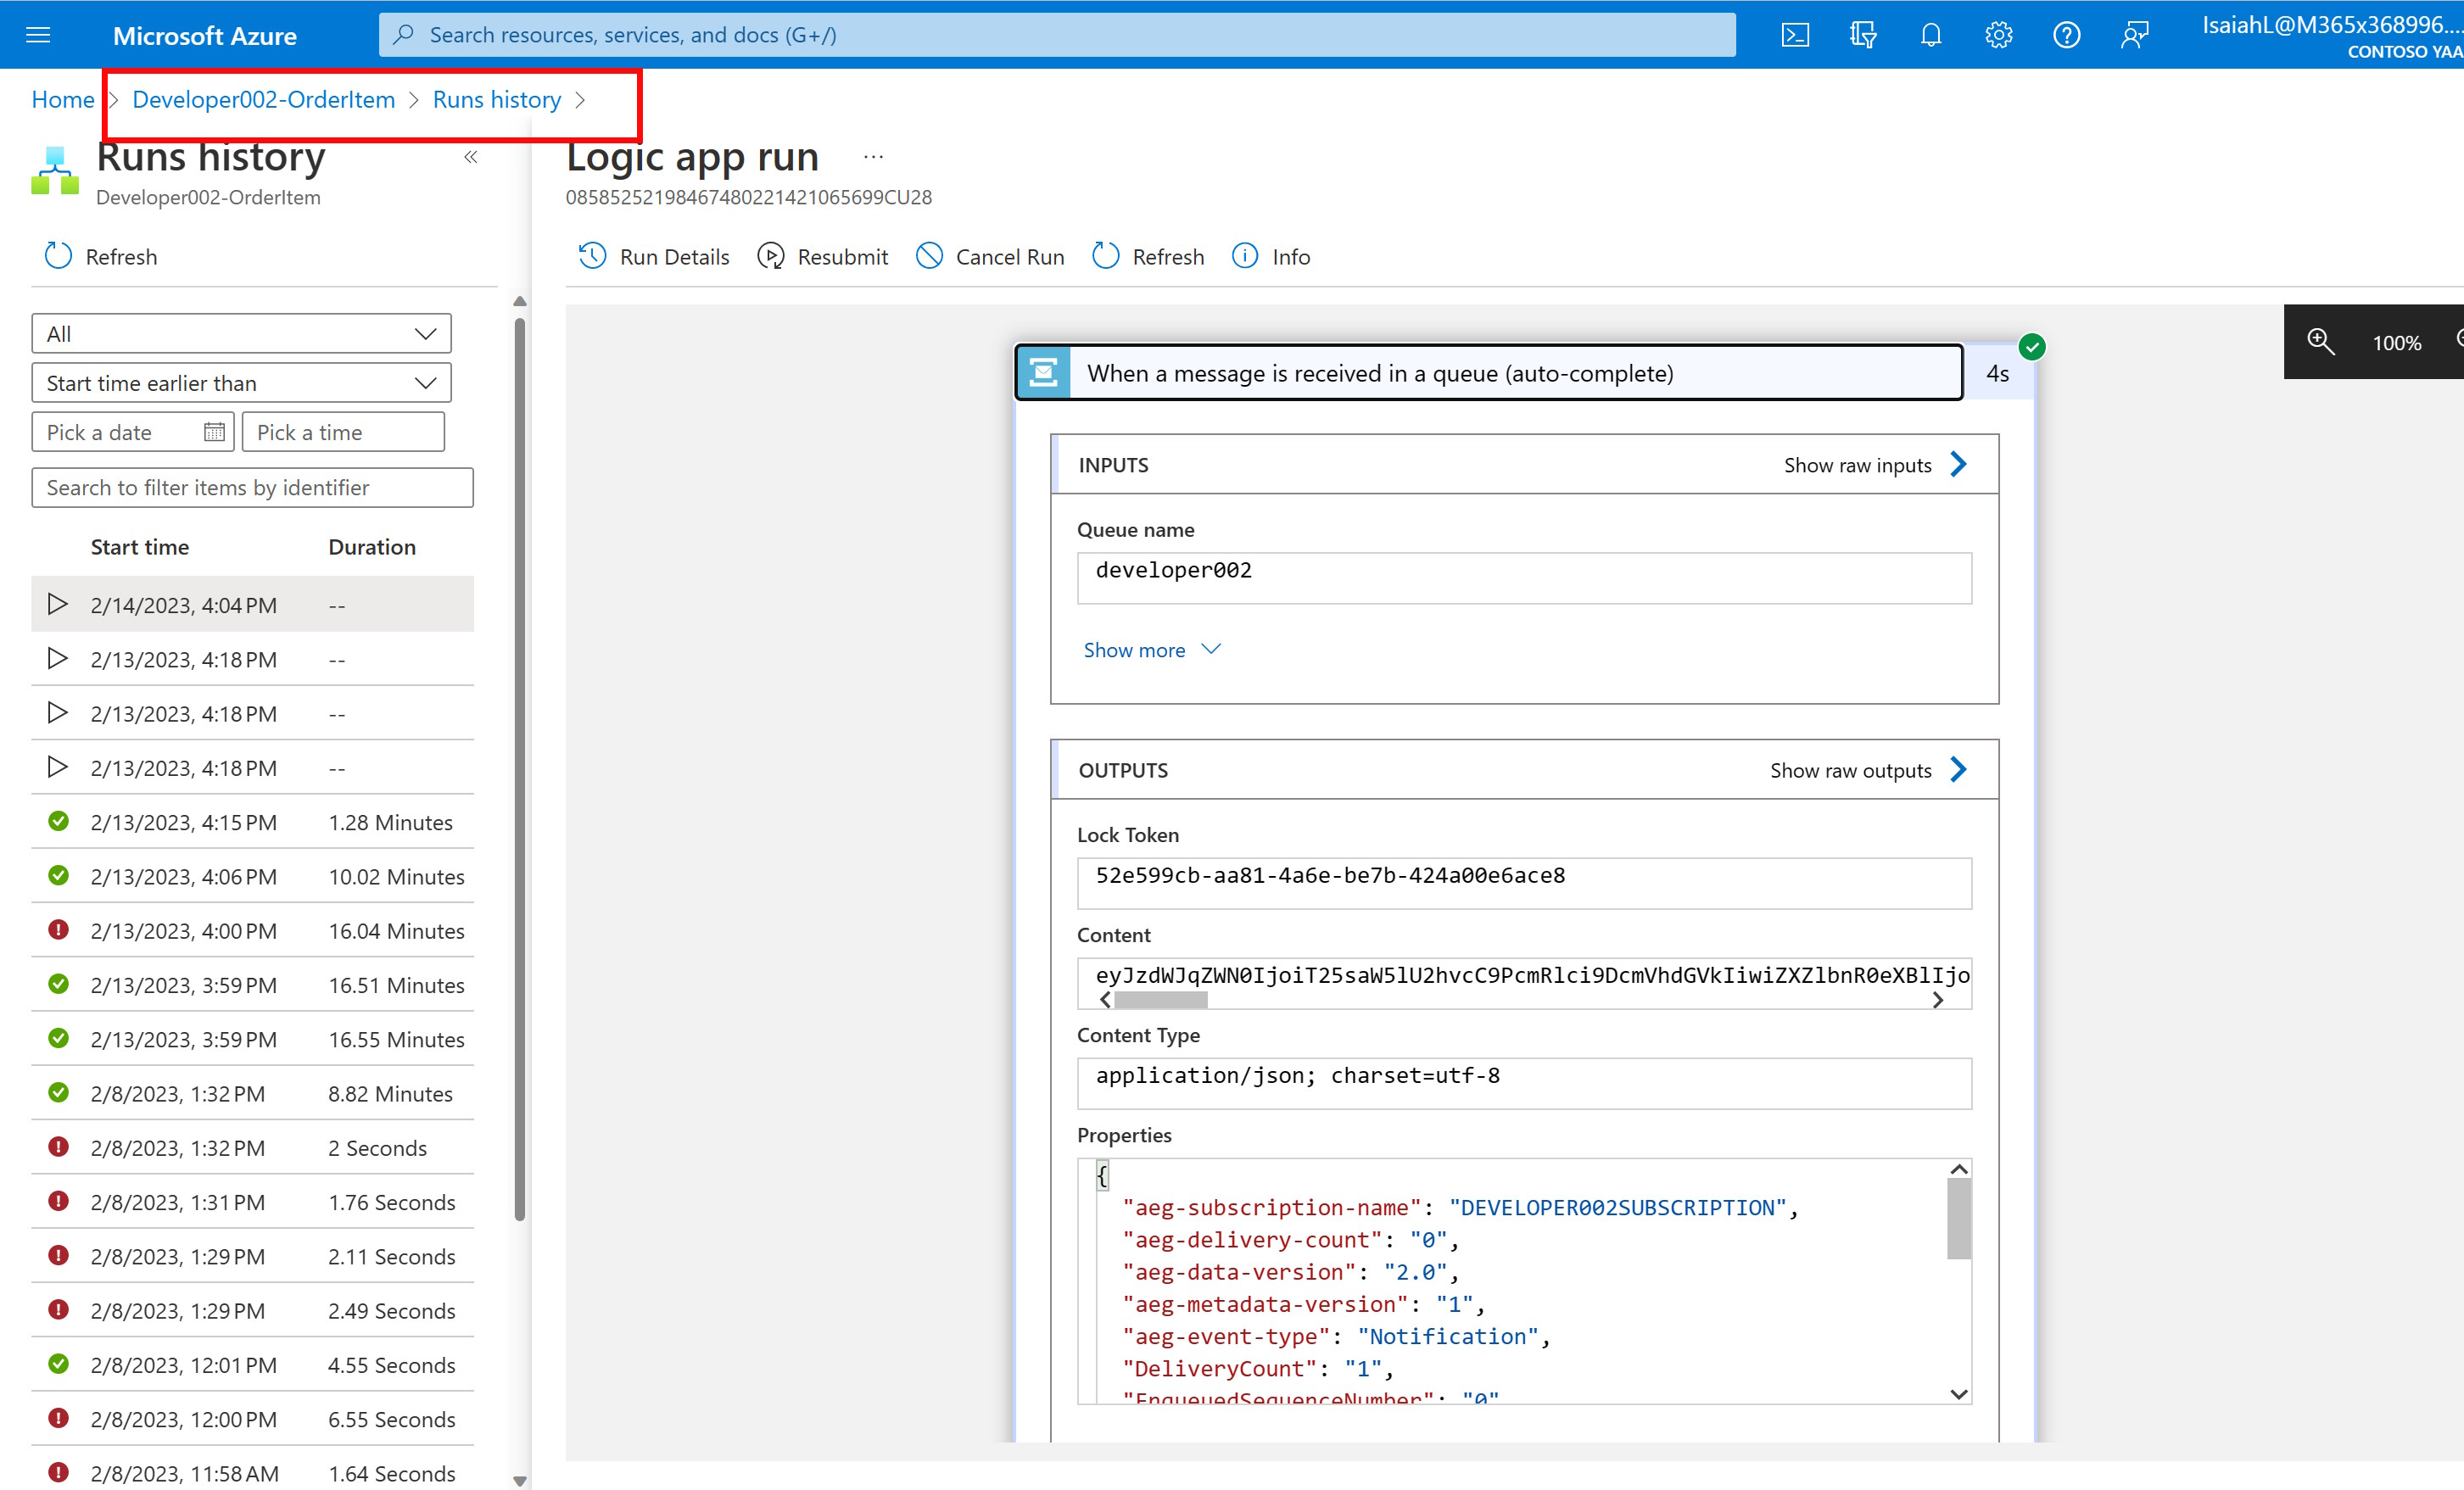 Microsoft Azure
Search resources, services, and docs (G+/)
IsaiahL@M365x368996....
CONTOSO YAA
Home > Developer002-OrderItem > Runs history >
Runs history
Developer002-OrderItem
Refresh
All
Start time earlier than
Pick a date
Pick a time
Search to filter items by identifier
Start time Duration
2/14/2023, 4:04 PM --
2/13/2023, 4:18 PM --
2/13/2023, 4:18 PM --
2/13/2023, 4:18 PM --
2/13/2023, 4:15 PM 1.28 Minutes
2/13/2023, 4:06 PM 10.02 Minutes
2/13/2023, 4:00 PM 16.04 Minutes
2/13/2023, 3:59 PM 16.51 Minutes
2/13/2023, 3:59 PM 16.55 Minutes
2/8/2023, 1:32 PM 8.82 Minutes
2/8/2023, 1:32 PM 2 Seconds
2/8/2023, 1:31 PM 1.76 Seconds
2/8/2023, 1:29 PM 2.11 Seconds
2/8/2023, 1:29 PM 2.49 Seconds
2/8/2023, 12:01 PM 4.55 Seconds
2/8/2023, 12:00 PM 6.55 Seconds
2/8/2023, 11:58 AM 1.64 Seconds
Logic app run ...
08585252198467480221421065699CU28
Run Details Resubmit Cancel Run Refresh Info
100%
When a message is received in a queue (auto-complete) 4s
INPUTS Show raw inputs
Queue name
developer002
Show more
OUTPUTS Show raw outputs
Lock Token
52e599cb-aa81-4a6e-be7b-424a00e6ace8
Content
eyJzdWJqZWN0IjoiT25saW5lU2hvcC9PcmRlci9DcmVhdGVkIiwiZXZlbnR0eXBlIjo
Content Type
application/json; charset=utf-8
Properties
{
"aeg-subscription-name": "DEVELOPER002SUBSCRIPTION",
"aeg-delivery-count": "0",
"aeg-data-version": "2.0",
"aeg-metadata-version": "1",
"aeg-event-type": "Notification",
"DeliveryCount": "1",
"EnqueuedSequenceNumber": "0"